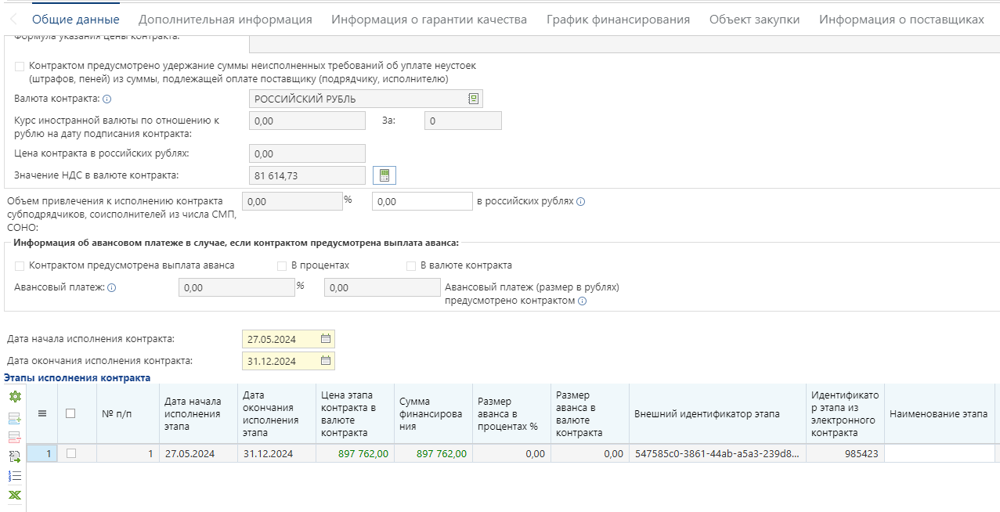 Общие данные Дополнительная информация Информация о гарантии качества График финансирования Объект закупки Информация о поставщиках
Формула указания цены контракта:
Контрактом предусмотрено удержание суммы неисполненных требований об уплате неустоек
(штрафов, пеней) из суммы, подлежащей оплате поставщику (подрядчику, исполнителю)
Валюта контракта: РОССИЙСКИЙ РУБЛЬ
Курс иностранной валюты по отношению к
рублю на дату подписания контракта: 0,00 За: 0
Цена контракта в российских рублях: 0,00
Значение НДС в валюте контракта: 81 614,73
Объем привлечения к исполнению контракта
субподрядчиков, соисполнителей из числа СМП,
СОНО: 0,00 % 0,00 в российских рублях
Информация об авансовом платеже в случае, если контрактом предусмотрена выплата аванса:
Контрактом предусмотрена выплата аванса В процентах В валюте контракта
Авансовый платеж: 0,00 % 0,00 Авансовый платеж (размер в рублях)
предусмотрено контрактом
Дата начала исполнения контракта: 27.05.2024
Дата окончания исполнения контракта: 31.12.2024
Этапы исполнения контракта
№ п/п
Дата начала
исполнения
этапа
Дата
окончания
исполнения
этапа
Цена этапа
контракта в
валюте
контракта
Сумма
финансирова
ния
Размер
аванса в
процентах %
Размер
аванса в
валюте
контракта
Внешний идентификатор этапа
Идентификато
р этапа из
электронного
контракта
Наименование этапа
1 1 27.05.2024 31.12.2024 897 762,00 897 762,00 0,00 0,00 547585c0-3861-44ab-a5a3-239d8... 985423